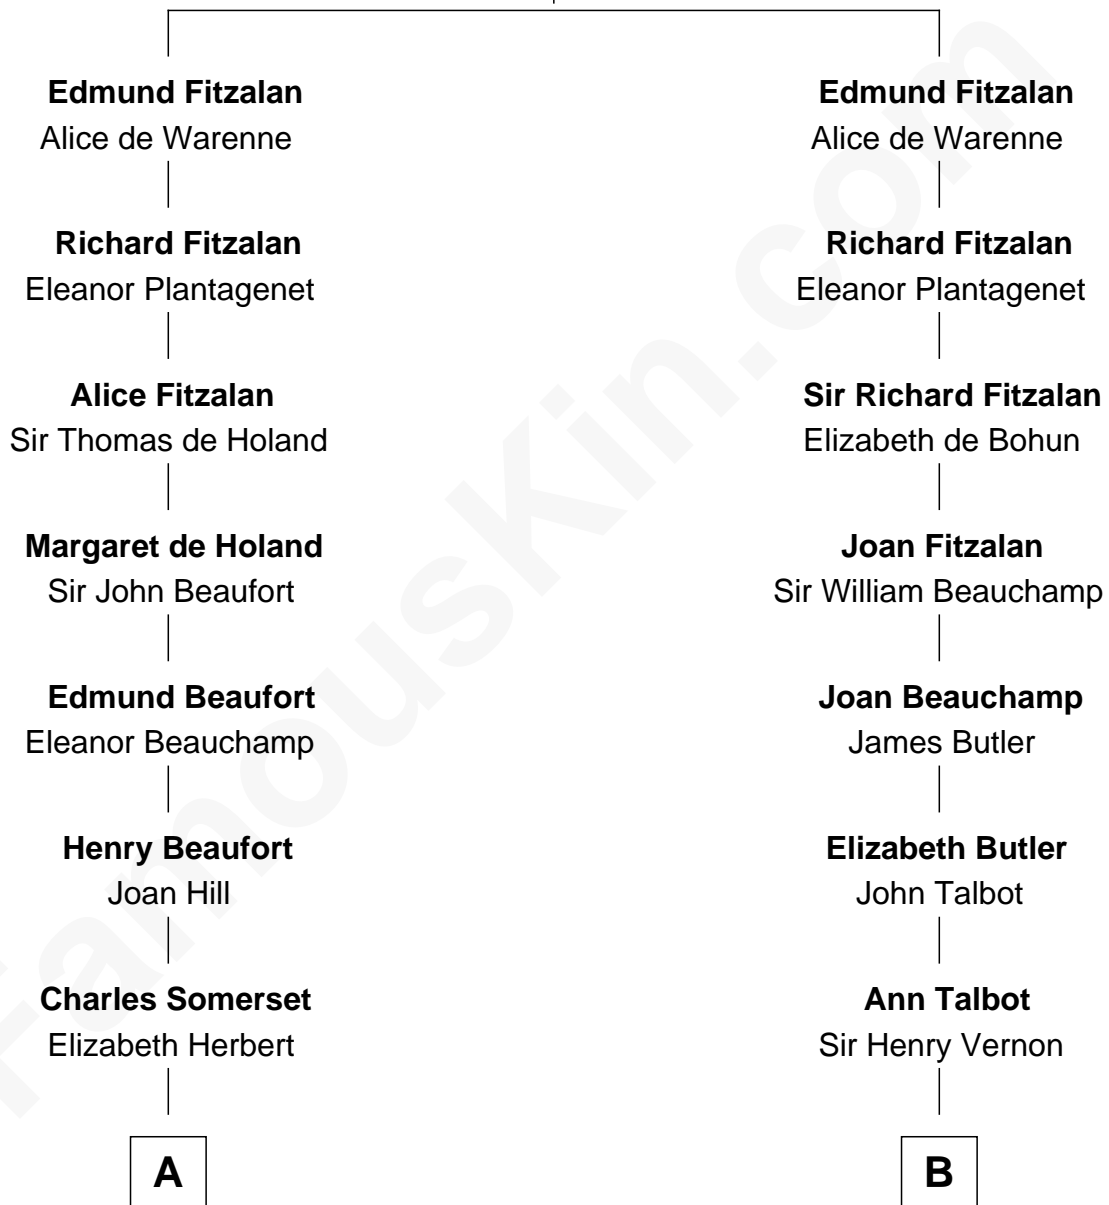 Edmund Fitzalan
Alice de Warenne
Richard Fitzalan
Eleanor Plantagenet
Alice Fitzalan
Sir Thomas de Holand
Margaret de Holand
Sir John Beaufort
Edmund Beaufort
Eleanor Beauchamp
Henry Beaufort
Joan Hill
Charles Somerset
Elizabeth Herbert
A
Edmund Fitzalan
Alice de Warenne
Richard Fitzalan
Eleanor Plantagenet
Sir Richard Fitzalan
Elizabeth de Bohun
Joan Fitzalan
Sir William Beauchamp
Joan Beauchamp
James Butler
Elizabeth Butler
John Talbot
Ann Talbot
Sir Henry Vernon
B
FamousKin.com